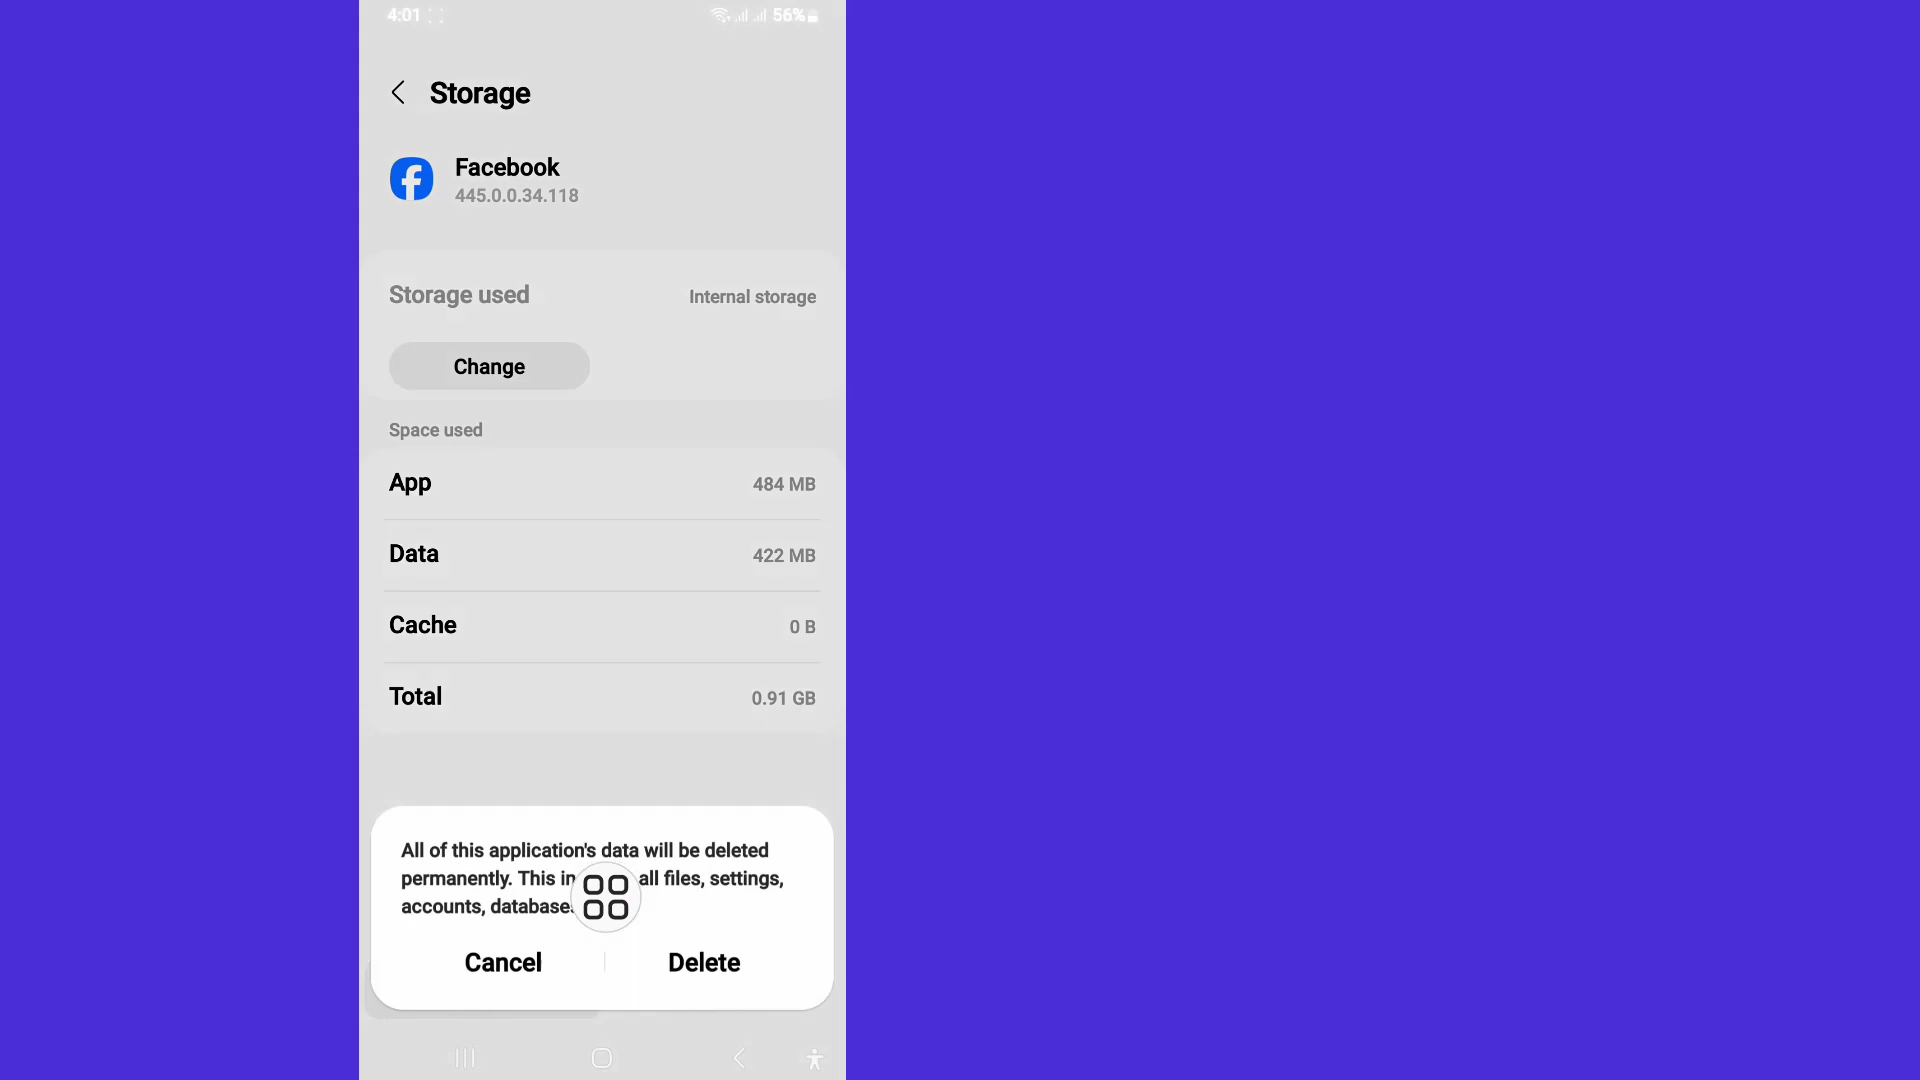 4:01 56%
Storage
Facebook
445.0.0.34.118
Storage used Internal storage
Change
Space used
App 484 MB
Data 422 MB
Cache 0 B
Total 0.91 GB
All of this application's data will be deleted
permanently. This in all files, settings,
accounts, databases
Cancel Delete